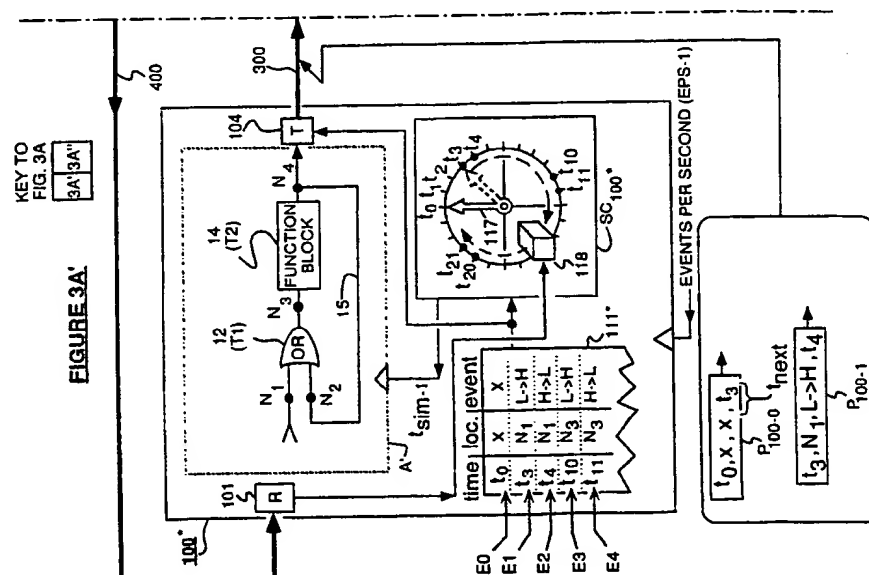 FIGURE 3A'
KEY TO
FIG. 3A
3A' 3A"
400
300
100*
101
R
104
T
A'
N1
N2
12
(T1)
OR
N3
14
(T2)
FUNCTION
BLOCK
N4
15
tsim-1
t0 t1 t2 t3 t4
t10
t11
t20
t21
117
118
SC100*
111*
time loc. event
E0 t0 X X
E1 t3 N1 L->H
E2 t4 N1 H->L
E3 t10 N3 L->H
E4 t11 N3 H->L
EVENTS PER SECOND (EPS-1)
t0, x, x, t3
P100-0
tnext
t3, N1, L->H, t4
P100-1